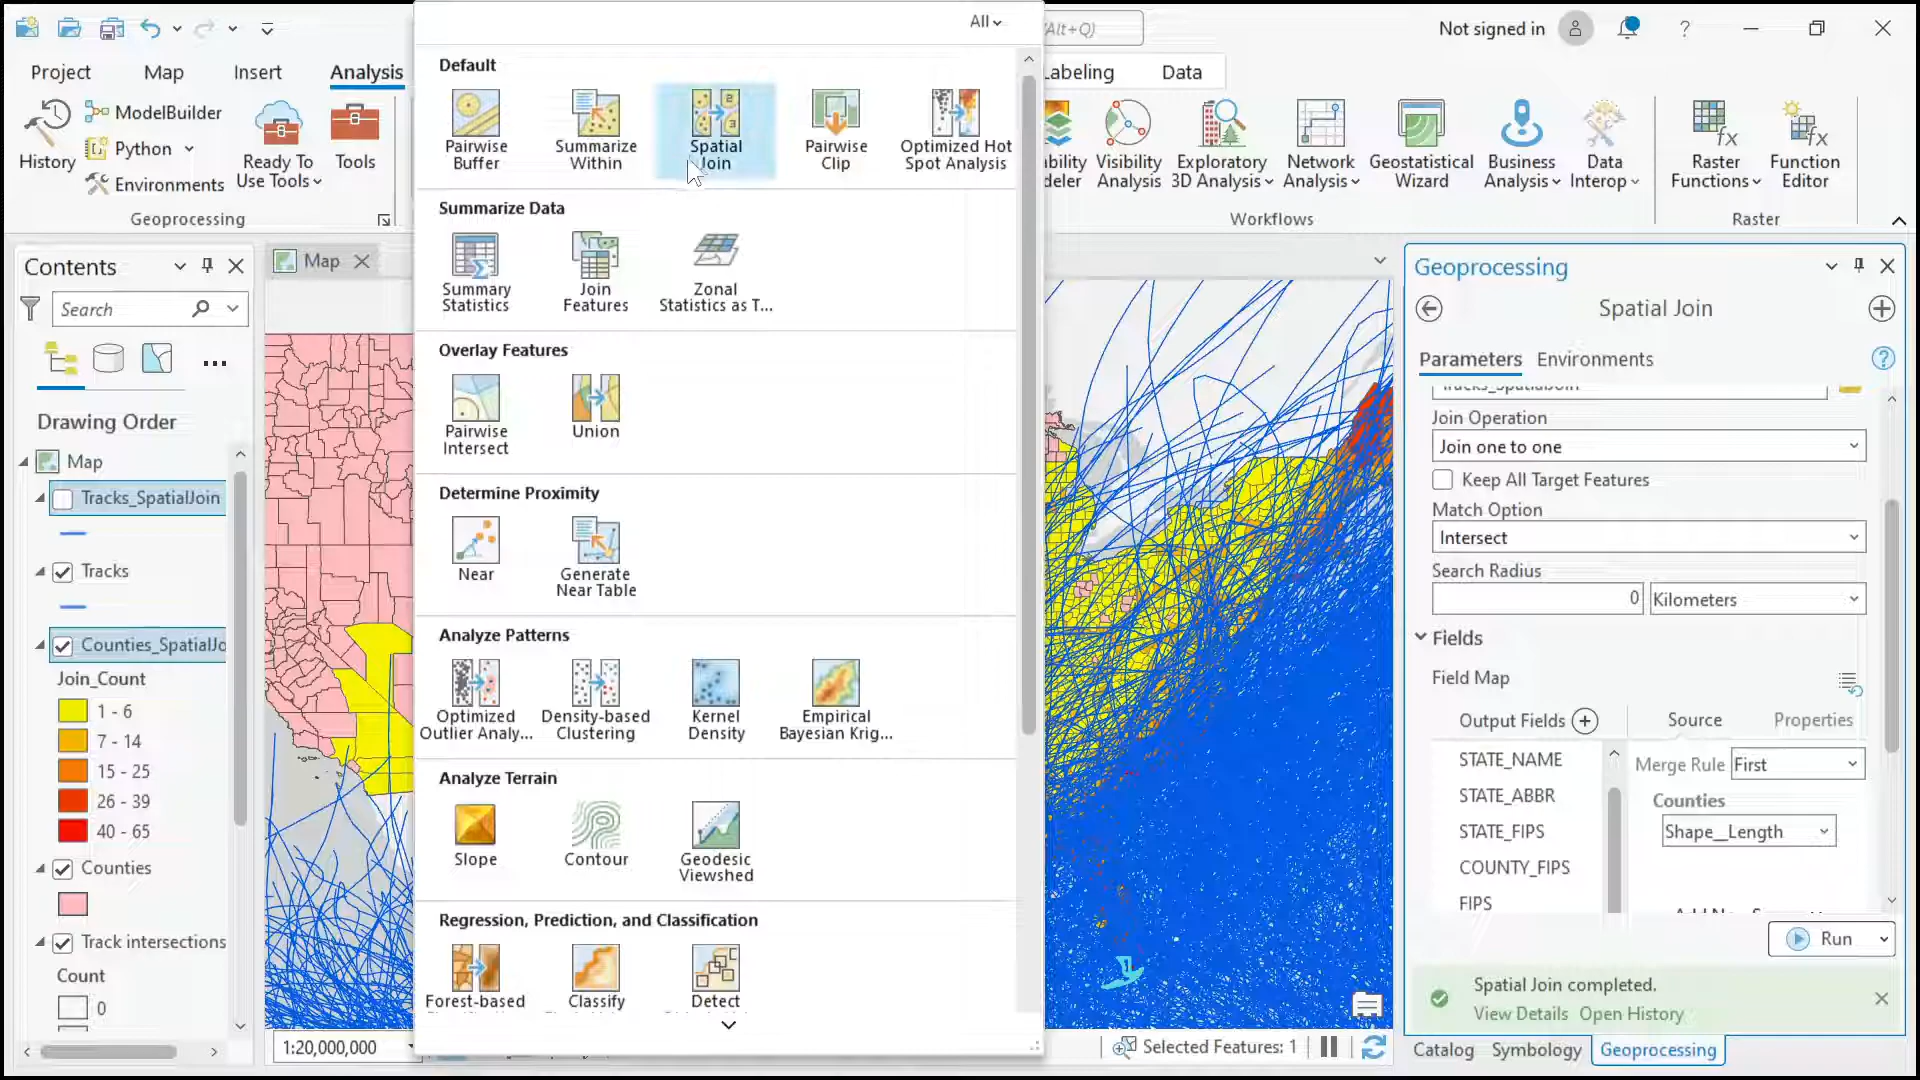 All
Alt+Q)
Not signed in
Project
Map
Insert
Analysis
Labeling
Data
History
ModelBuilder
Python
Environments
Ready To
Use Tools
Tools
Geoprocessing
Default
Pairwise
Buffer
Summarize
Within
Spatial
Join
Pairwise
Clip
Optimized Hot
Spot Analysis
Visibility
Analysis
Exploratory
3D Analysis
Network
Analysis
Geostatistical
Wizard
Business
Analysis
Data
Interop
Workflows
Raster
Functions
Function
Editor
Raster
Summarize Data
Summary
Statistics
Join
Features
Zonal
Statistics as T...
Overlay Features
Pairwise
Intersect
Union
Determine Proximity
Near
Generate
Near Table
Analyze Patterns
Optimized
Outlier Analy...
Density-based
Clustering
Kernel
Density
Empirical
Bayesian Krig...
Analyze Terrain
Slope
Contour
Geodesic
Viewshed
Regression, Prediction, and Classification
Forest-based
Classify
Detect
Contents
Search
Drawing Order
Map
Tracks_SpatialJoin
Tracks
Counties_SpatialJo
Join_Count
1 - 6
7 - 14
15 - 25
26 - 39
40 - 65
Counties
Track intersections
Count
0
Map
1:20,000,000
Selected Features: 1
Geoprocessing
Spatial Join
Parameters
Environments
Tracks_SpatialJoin
Join Operation
Join one to one
Keep All Target Features
Match Option
Intersect
Search Radius
0
Kilometers
Fields
Field Map
Output Fields
Source
Properties
STATE_NAME
STATE_ABBR
STATE_FIPS
COUNTY_FIPS
FIPS
Merge Rule
First
Counties
Shape__Length
Run
Spatial Join completed.
View Details Open History
Catalog
Symbology
Geoprocessing